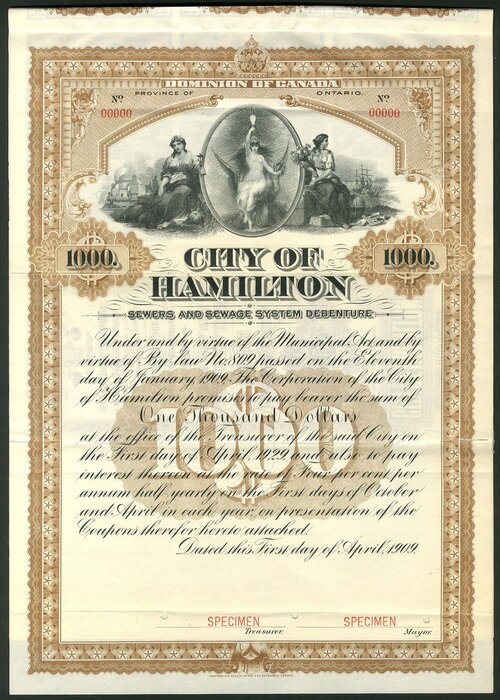 DOMINION OF CANADA
PROVINCE OF ONTARIO.
No No
00000 00000
1000. 1000.
CITY OF
HAMILTON
SEWERS AND SEWAGE SYSTEM DEBENTURE
Under and by virtue of the Municipal Act, and by
virtue of By-Law No. 809, passed on the Eleventh
day of January, 1909, The Corporation of the City
of Hamilton promise to pay bearer the sum of
One Thousand Dollars
at the office of the Treasurer of the said City on
the First day of April, 1929, and also to pay
interest thereon at the rate of Four per cent, per
annum half yearly on the First days of October
and April in each year, on presentation of the
Coupons therefor hereto attached.
Dated this First day of April, 1909.
1000
SPECIMEN SPECIMEN
Treasurer. Mayor.